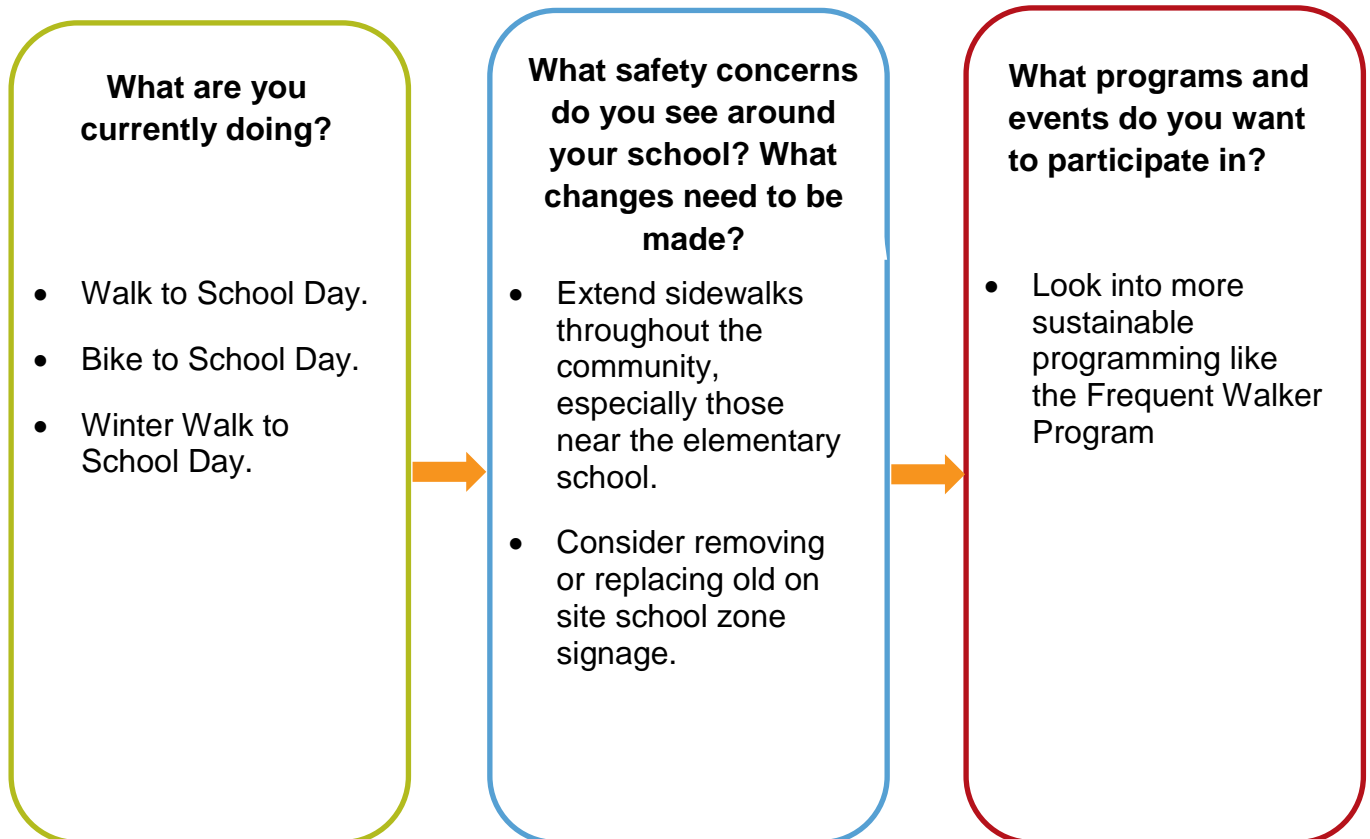 What are you
currently doing?
• Walk to School Day.
• Bike to School Day.
• Winter Walk to
School Day.
What safety concerns
do you see around
your school? What
changes need to be
made?
• Extend sidewalks
throughout the
community,
especially those
near the elementary
school.
• Consider removing
or replacing old on
site school zone
signage.
What programs and
events do you want
to participate in?
• Look into more
sustainable
programming like
the Frequent Walker
Program